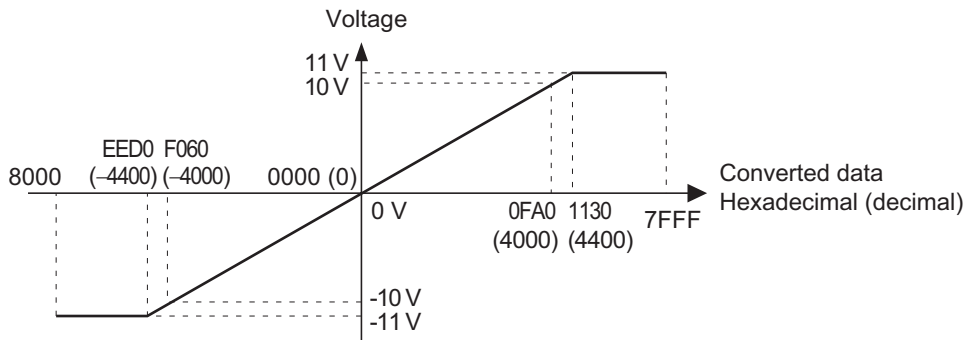 Voltage
11 V
10 V
EED0 F060
8000 (–4400) (–4000) 0000 (0)
Converted data
Hexadecimal (decimal)
0 V
0FA0 1130 7FFF
(4000) (4400)
-10 V
-11 V